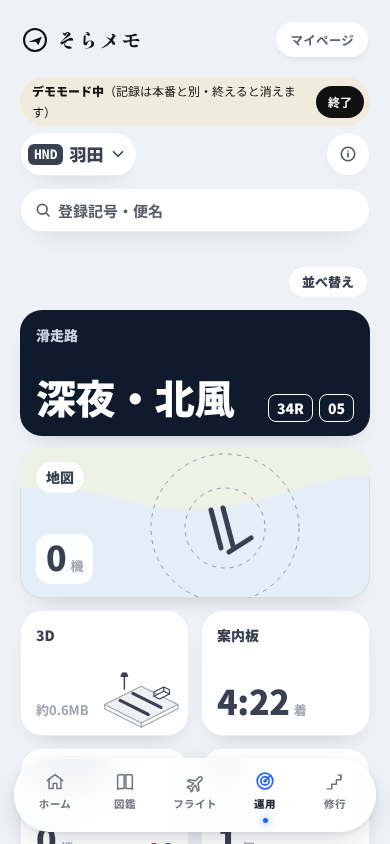 そらメモ
マイページ
デモモード中（記録は本番と別・終えると消えま
す）
終了
HND 羽田
登録記号・便名
並べ替え
滑走路
深夜・北風
34R 05
地図
0 機
3D
約0.6MB
案内板
4:22 着
ホーム
図鑑
フライト
運用
修行